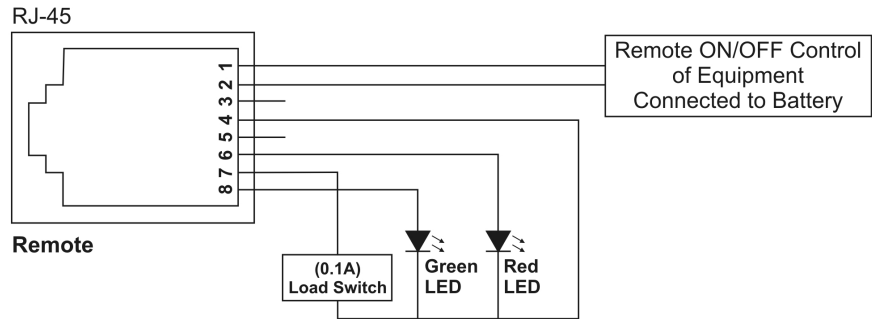 RJ-45
1
2
3
4
5
6
7
8
Remote
Remote ON/OFF Control
of Equipment
Connected to Battery
(0.1A)
Load Switch
Green
LED
Red
LED